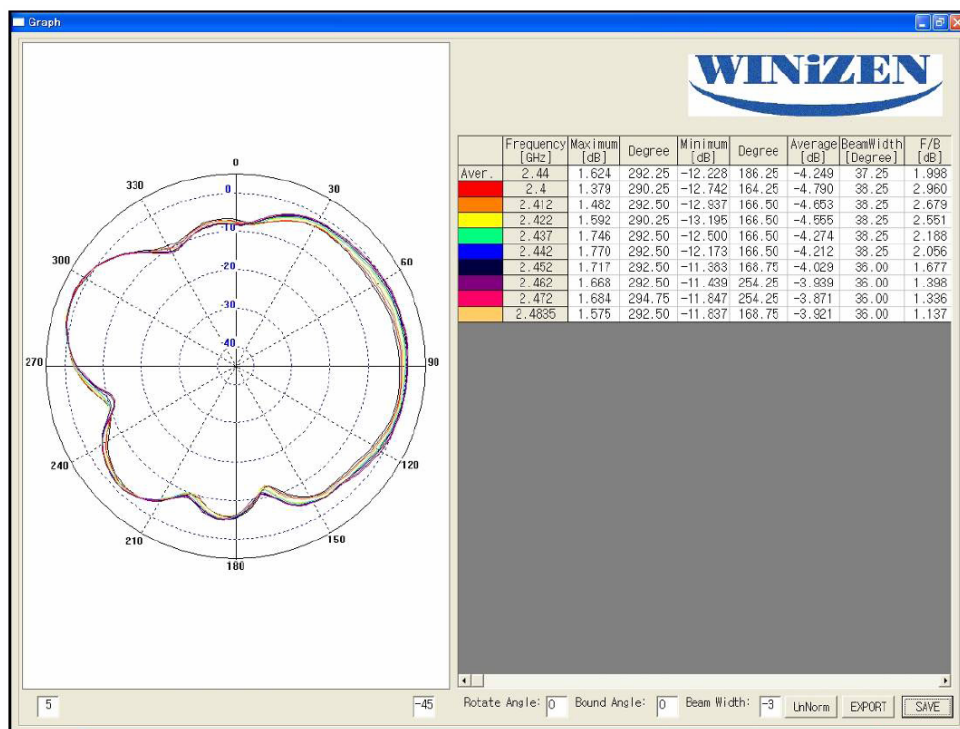 Graph
WINiZEN
0
330 30
0
10
300 60
20
30
40
270 90
240 120
210 150
180
Frequency [GHz] Maximum [dB] Degree Minimum [dB] Degree Average [dB] BeamWidth [Degree] F/B [dB]
Aver. 2.44 1.624 292.25 -12.228 186.25 -4.249 37.25 1.998
2.4 1.379 290.25 -12.742 164.25 -4.790 38.25 2.960
2.412 1.482 292.50 -12.937 166.50 -4.653 38.25 2.679
2.422 1.592 290.25 -13.195 166.50 -4.555 38.25 2.551
2.437 1.746 292.50 -12.500 166.50 -4.274 38.25 2.188
2.442 1.770 292.50 -12.173 166.50 -4.212 38.25 2.056
2.452 1.717 292.50 -11.383 168.75 -4.029 36.00 1.677
2.462 1.668 292.50 -11.439 254.25 -3.939 36.00 1.398
2.472 1.684 294.75 -11.847 254.25 -3.871 36.00 1.336
2.4835 1.575 292.50 -11.837 168.75 -3.921 36.00 1.137
5 -45 Rotate Angle: 0 Bound Angle: 0 Beam Width: -3 UnNorm EXPORT SAVE